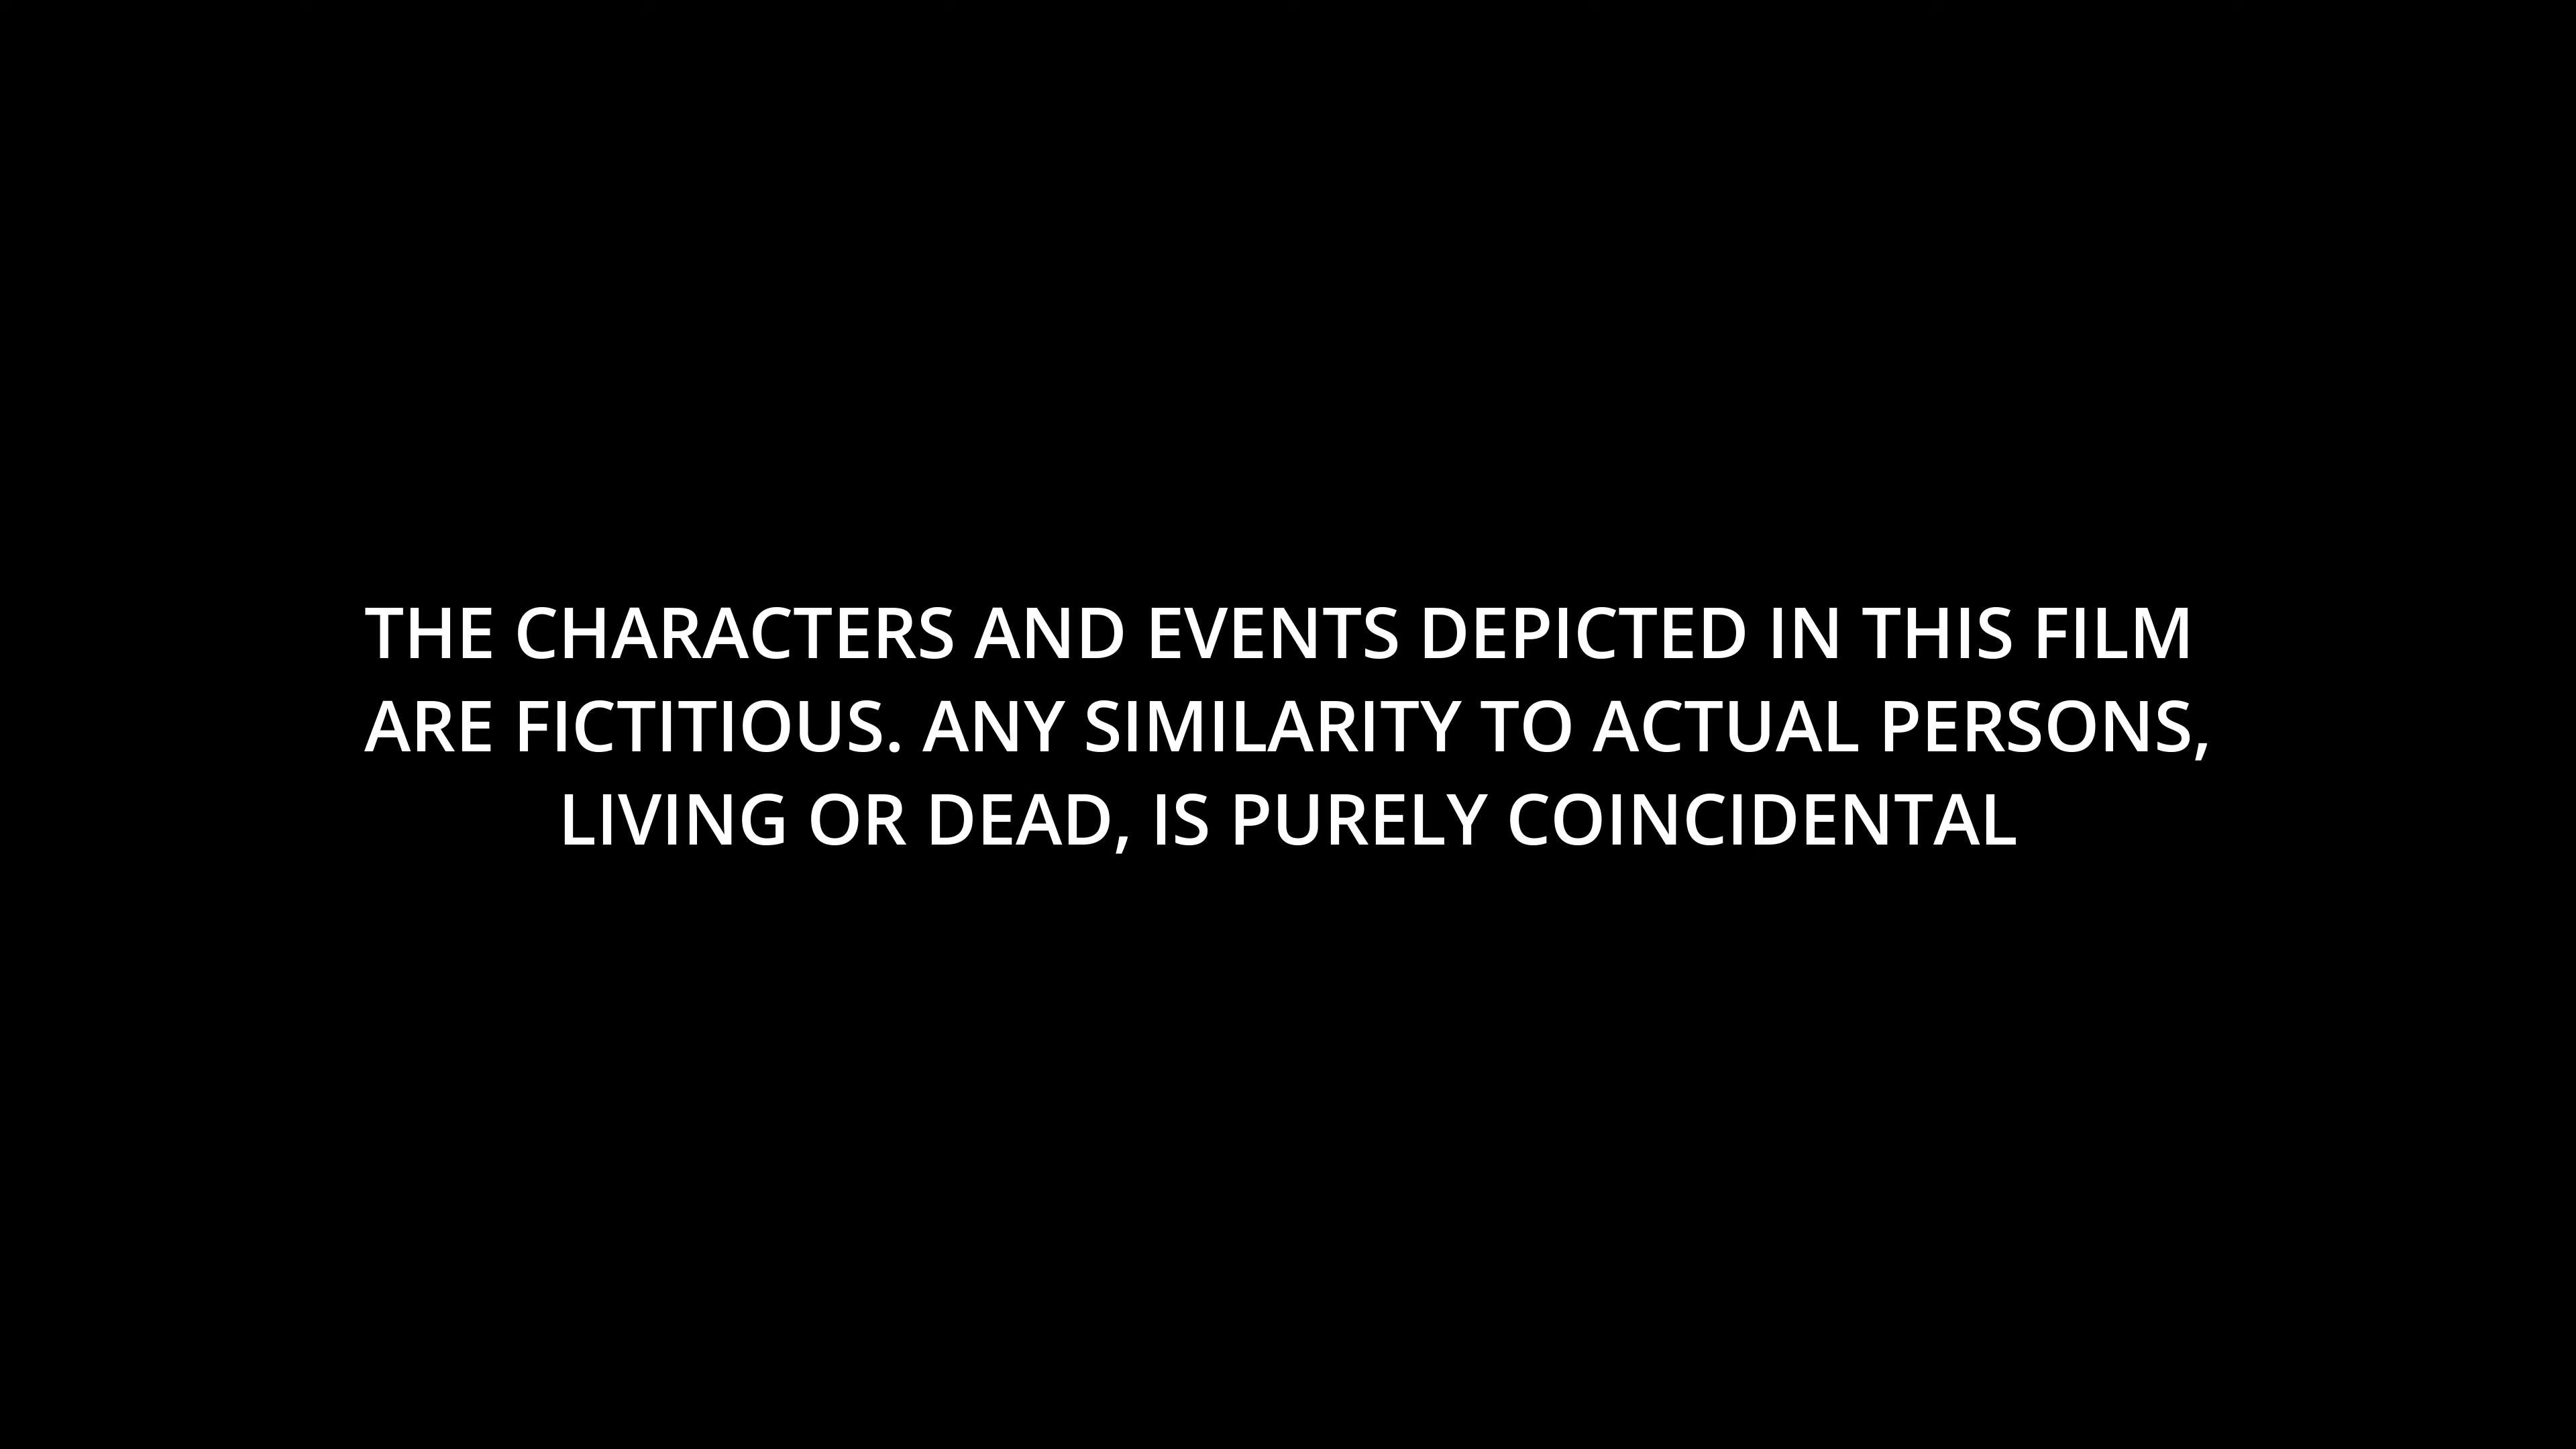 THE CHARACTERS AND EVENTS DEPICTED IN THIS FILM
ARE FICTITIOUS. ANY SIMILARITY TO ACTUAL PERSONS,
LIVING OR DEAD, IS PURELY COINCIDENTAL